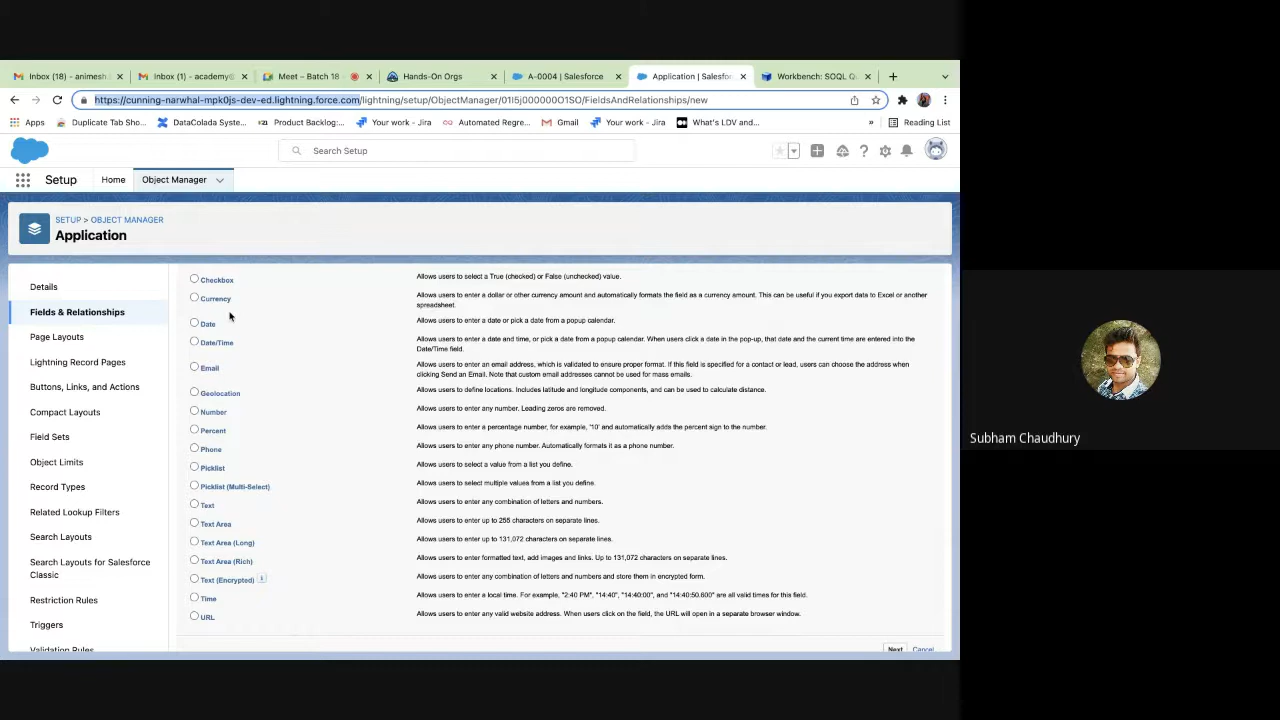 Inbox (18) - animesh.
Inbox (1) - academy@
Meet – Batch 18
Hands-On Orgs
A-0004 | Salesforce
Application | Salesfo
Workbench: SOQL Q
https://cunning-narwhal-mpk0js-dev-ed.lightning.force.com/lightning/setup/ObjectManager/01I5j000000O1SO/FieldsAndRelationships/new
Apps
Duplicate Tab Sho...
DataColada Syste...
Product Backlog:...
Your work - Jira
Automated Regre...
Gmail
Your work - Jira
What's LDV and...
»
Reading List
Search Setup
Setup
Home
Object Manager
SETUP > OBJECT MANAGER
Application
Details
Fields & Relationships
Page Layouts
Lightning Record Pages
Buttons, Links, and Actions
Compact Layouts
Field Sets
Object Limits
Record Types
Related Lookup Filters
Search Layouts
Search Layouts for Salesforce
Classic
Restriction Rules
Triggers
Validation Rules
Checkbox
Allows users to select a True (checked) or False (unchecked) value.
Currency
Allows users to enter a dollar or other currency amount and automatically formats the field as a currency amount. This can be useful if you export data to Excel or another
spreadsheet.
Date
Allows users to enter a date or pick a date from a popup calendar.
Date/Time
Allows users to enter a date and time, or pick a date from a popup calendar. When users click a date in the pop-up, that date and the current time are entered into the
Date/Time field.
Email
Allows users to enter an email address, which is validated to ensure proper format. If this field is specified for a contact or lead, users can choose the address when
clicking Send an Email. Note that custom email addresses cannot be used for mass emails.
Geolocation
Allows users to define locations. Includes latitude and longitude components, and can be used to calculate distance.
Number
Allows users to enter any number. Leading zeros are removed.
Percent
Allows users to enter a percentage number, for example, '10' and automatically adds the percent sign to the number.
Phone
Allows users to enter any phone number. Automatically formats it as a phone number.
Picklist
Allows users to select a value from a list you define.
Picklist (Multi-Select)
Allows users to select multiple values from a list you define.
Text
Allows users to enter any combination of letters and numbers.
Text Area
Allows users to enter up to 255 characters on separate lines.
Text Area (Long)
Allows users to enter up to 131,072 characters on separate lines.
Text Area (Rich)
Allows users to enter formatted text, add images and links. Up to 131,072 characters on separate lines.
Text (Encrypted) i
Allows users to enter any combination of letters and numbers and store them in encrypted form.
Time
Allows users to enter a local time. For example, "2:40 PM", "14:40", "14:40:00", and "14:40:50.600" are all valid times for this field.
URL
Allows users to enter any valid website address. When users click on the field, the URL will open in a separate browser window.
Next
Cancel
Subham Chaudhury